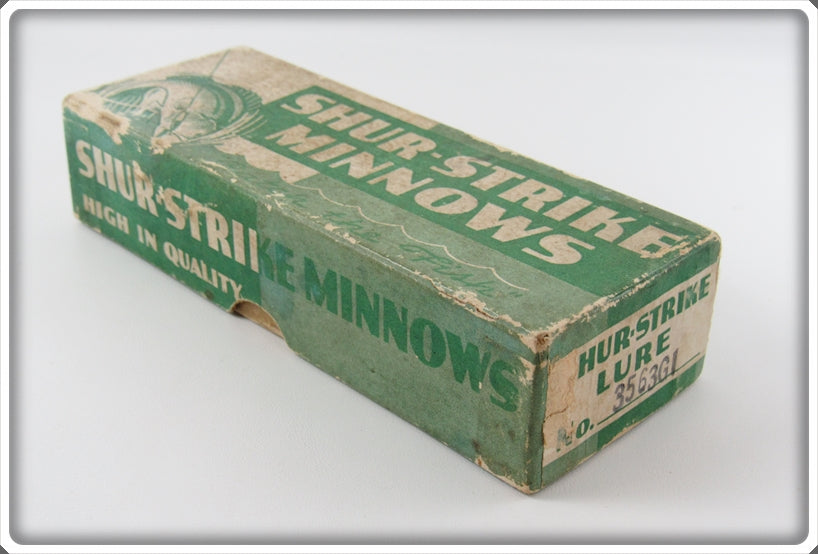 SHUR-STRIKE
MINNOWS
SHUR-STRIKE MINNOWS
HIGH IN QUALITY
HUR-STRIKE
LURE
NO. 3563GI